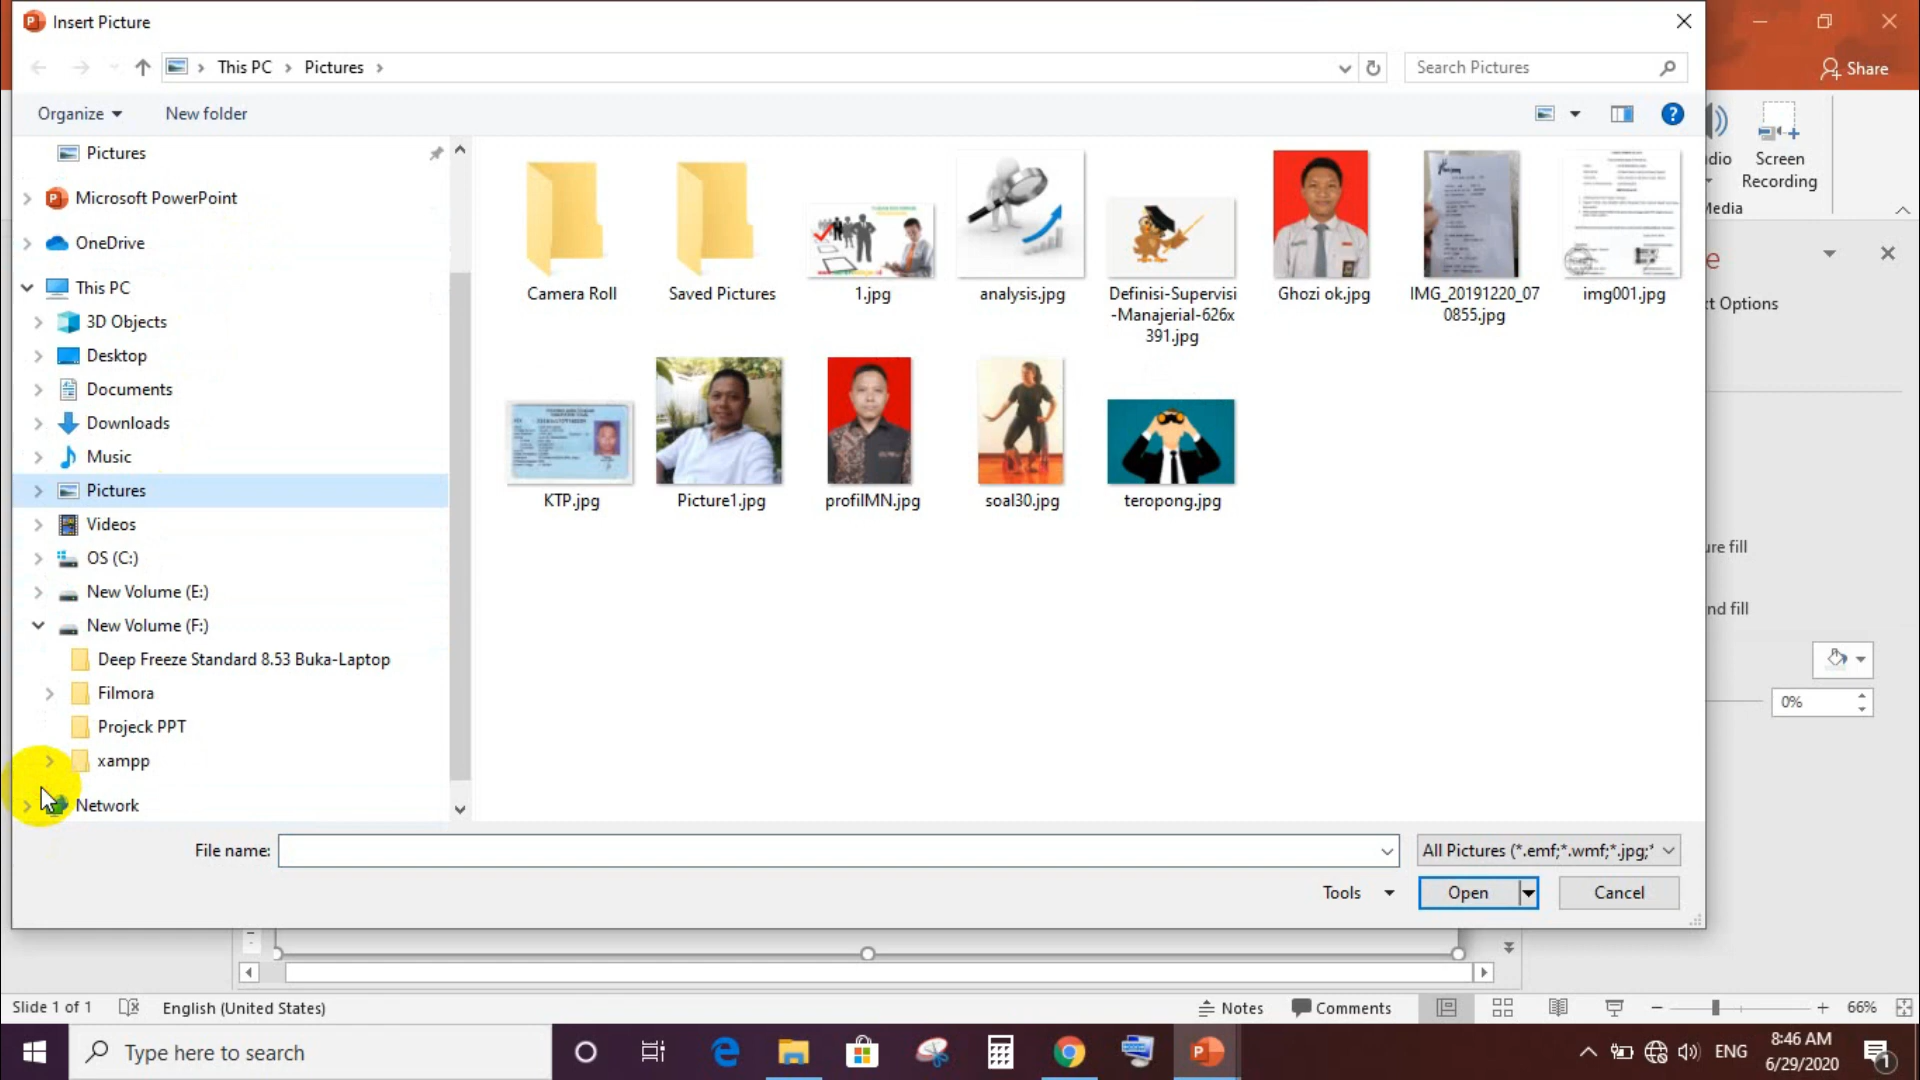 Insert Picture
This PC
Pictures
Search Pictures
Share
Organize
New folder
Pictures
Microsoft PowerPoint
OneDrive
This PC
3D Objects
Desktop
Documents
Downloads
Music
Pictures
Videos
OS (C:)
New Volume (E:)
New Volume (F:)
Deep Freeze Standard 8.53 Buka-Laptop
Filmora
Projeck PPT
xampp
Network
Camera Roll
Saved Pictures
1.jpg
analysis.jpg
Definisi-Supervisi
-Manajerial-626x
391.jpg
Ghozi ok.jpg
IMG_20191220_07
0855.jpg
img001.jpg
KTP.jpg
Picture1.jpg
profilMN.jpg
soal30.jpg
teropong.jpg
dio
Screen
Recording
Media
e
t Options
ure fill
nd fill
0%
File name:
All Pictures (*.emf;*.wmf;*.jpg;*
Tools
Open
Cancel
Slide 1 of 1
English (United States)
Notes
Comments
66%
Type here to search
ENG
8:46 AM
6/29/2020
1